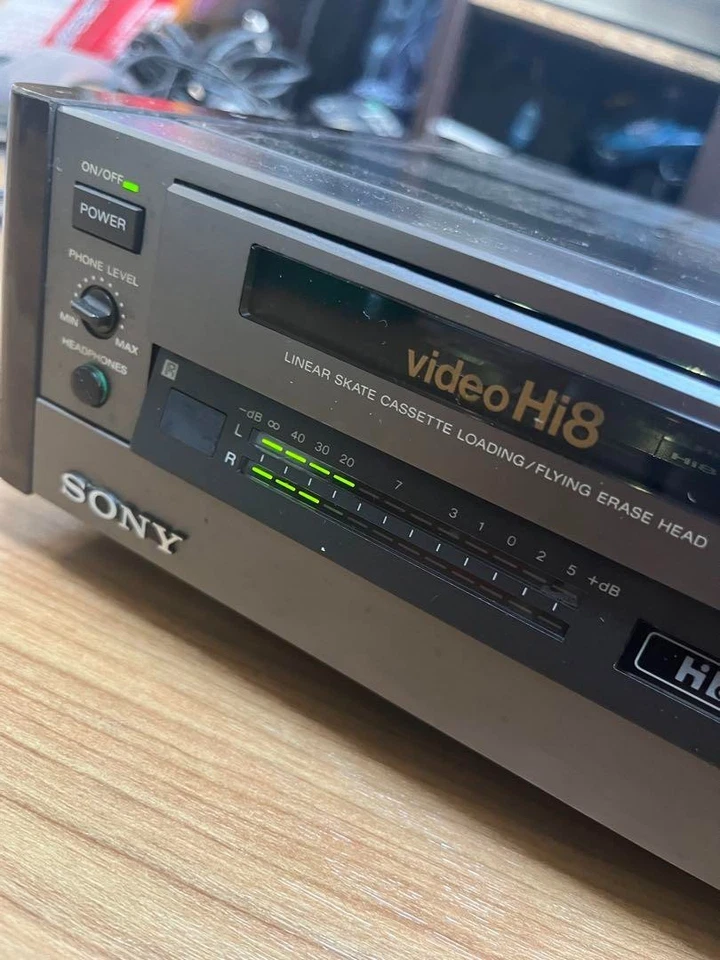 ON/OFF
POWER
PHONE LEVEL
MIN
MAX
HEADPHONES
video Hi8
LINEAR SKATE CASSETTE LOADING/FLYING ERASE HEAD
Hi8
-dB ∞ 40 30 20 7 3 1 0 2 5 +dB
L
R
SONY